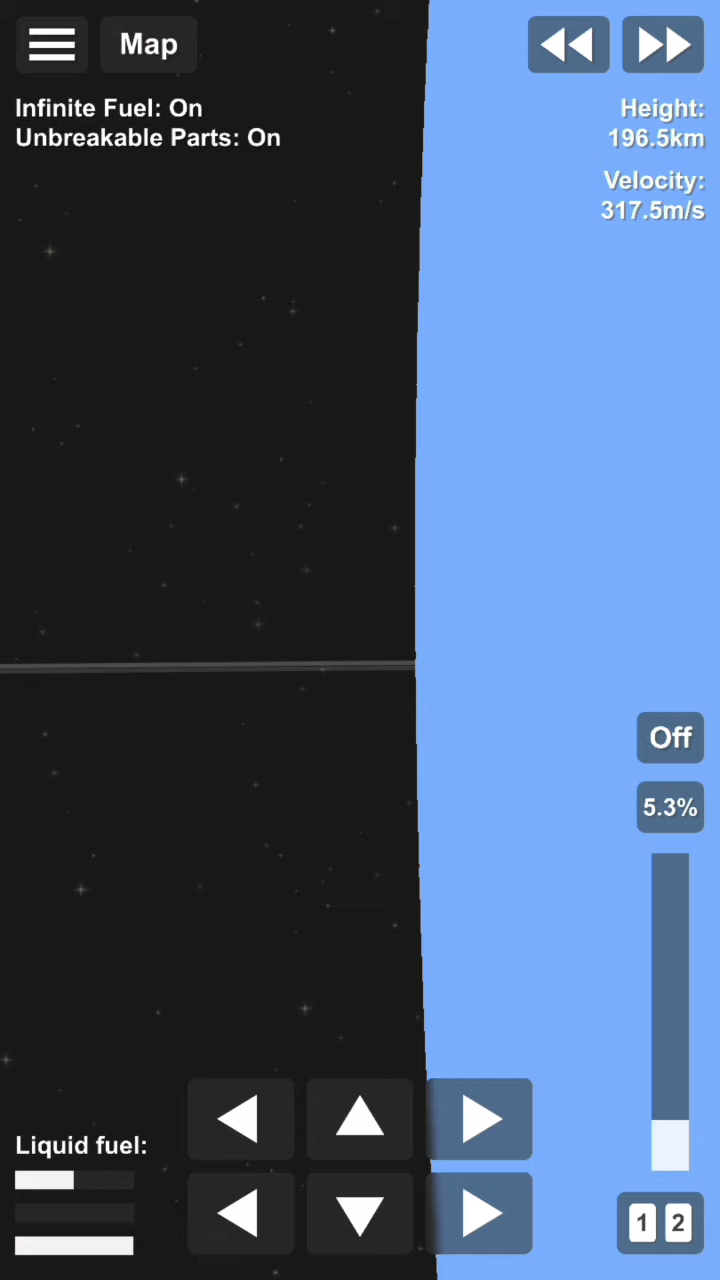 Map
Infinite Fuel: On
Unbreakable Parts: On
Height:
196.5km
Velocity:
317.5m/s
Off
5.3%
Liquid fuel:
1 2